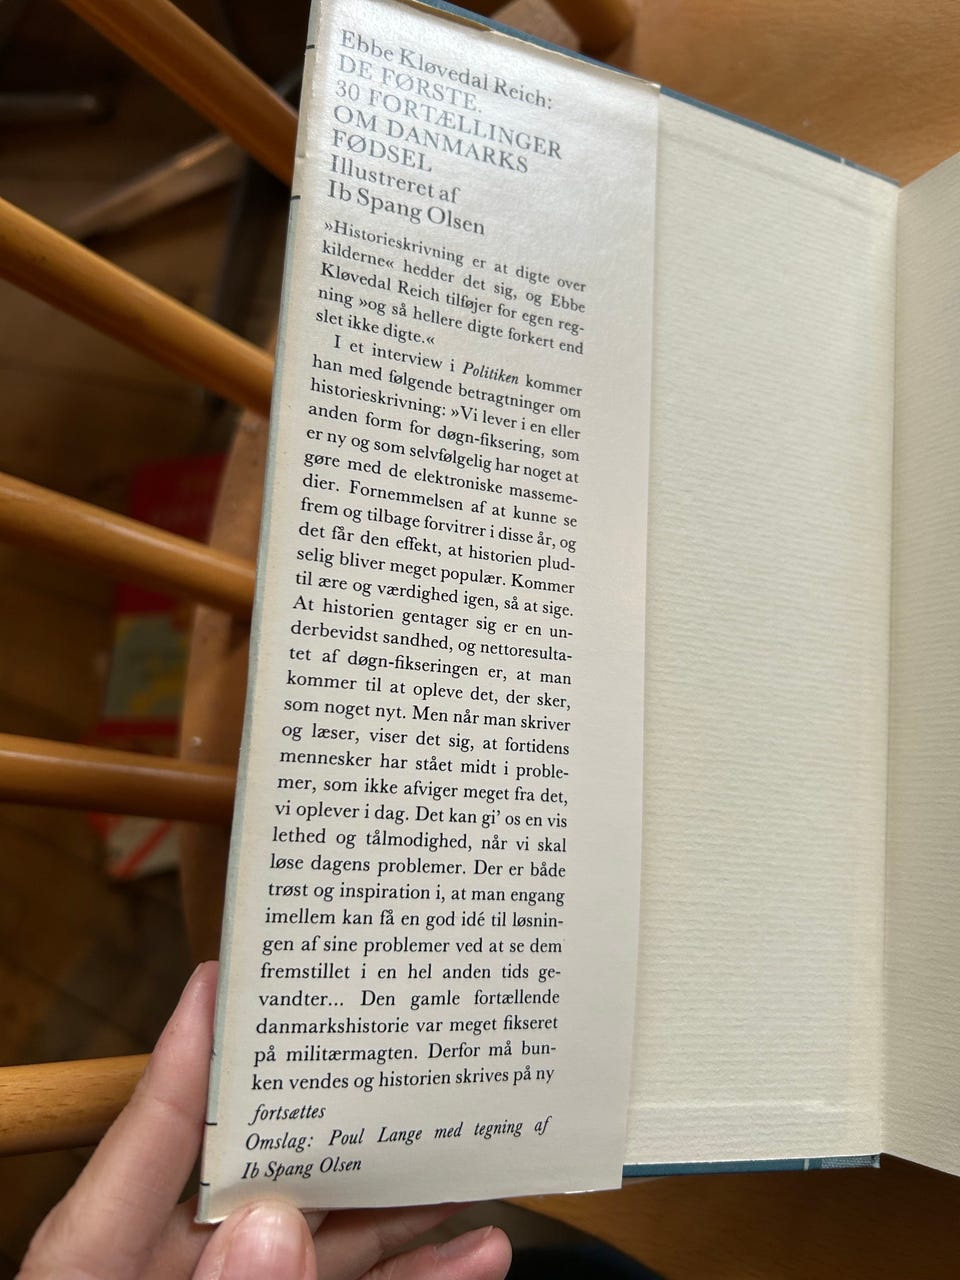 Ebbe Kløvedal Reich:
DE FØRSTE.
30 FORTÆLLINGER
OM DANMARKS
FØDSEL
Illustreret af
Ib Spang Olsen
»Historieskrivning er at digte over
kilderne« hedder det sig, og Ebbe
Kløvedal Reich tilføjer for egen reg-
ning »og så hellere digte forkert end
slet ikke digte.«
I et interview i Politiken kommer
han med følgende betragtninger om
historieskrivning: »Vi lever i en eller
anden form for døgn-fiksering, som
er ny og som selvfølgelig har noget at
gøre med de elektroniske masseme-
dier. Fornemmelsen af at kunne se
frem og tilbage forvitrer i disse år, og
det får den effekt, at historien plud-
selig bliver meget populær. Kommer
til ære og værdighed igen, så at sige.
At historien gentager sig er en un-
derbevidst sandhed, og nettoresulta-
tet af døgn-fikseringen er, at man
kommer til at opleve det, der sker,
som noget nyt. Men når man skriver
og læser, viser det sig, at fortidens
mennesker har stået midt i proble-
mer, som ikke afviger meget fra det,
vi oplever i dag. Det kan gi' os en vis
lethed og tålmodighed, når vi skal
løse dagens problemer. Der er både
trøst og inspiration i, at man engang
imellem kan få en god idé til løsnin-
gen af sine problemer ved at se dem
fremstillet i en hel anden tids ge-
vandter... Den gamle fortællende
danmarkshistorie var meget fikseret
på militærmagten. Derfor må bun-
ken vendes og historien skrives på ny
fortsættes
Omslag: Poul Lange med tegning af
Ib Spang Olsen